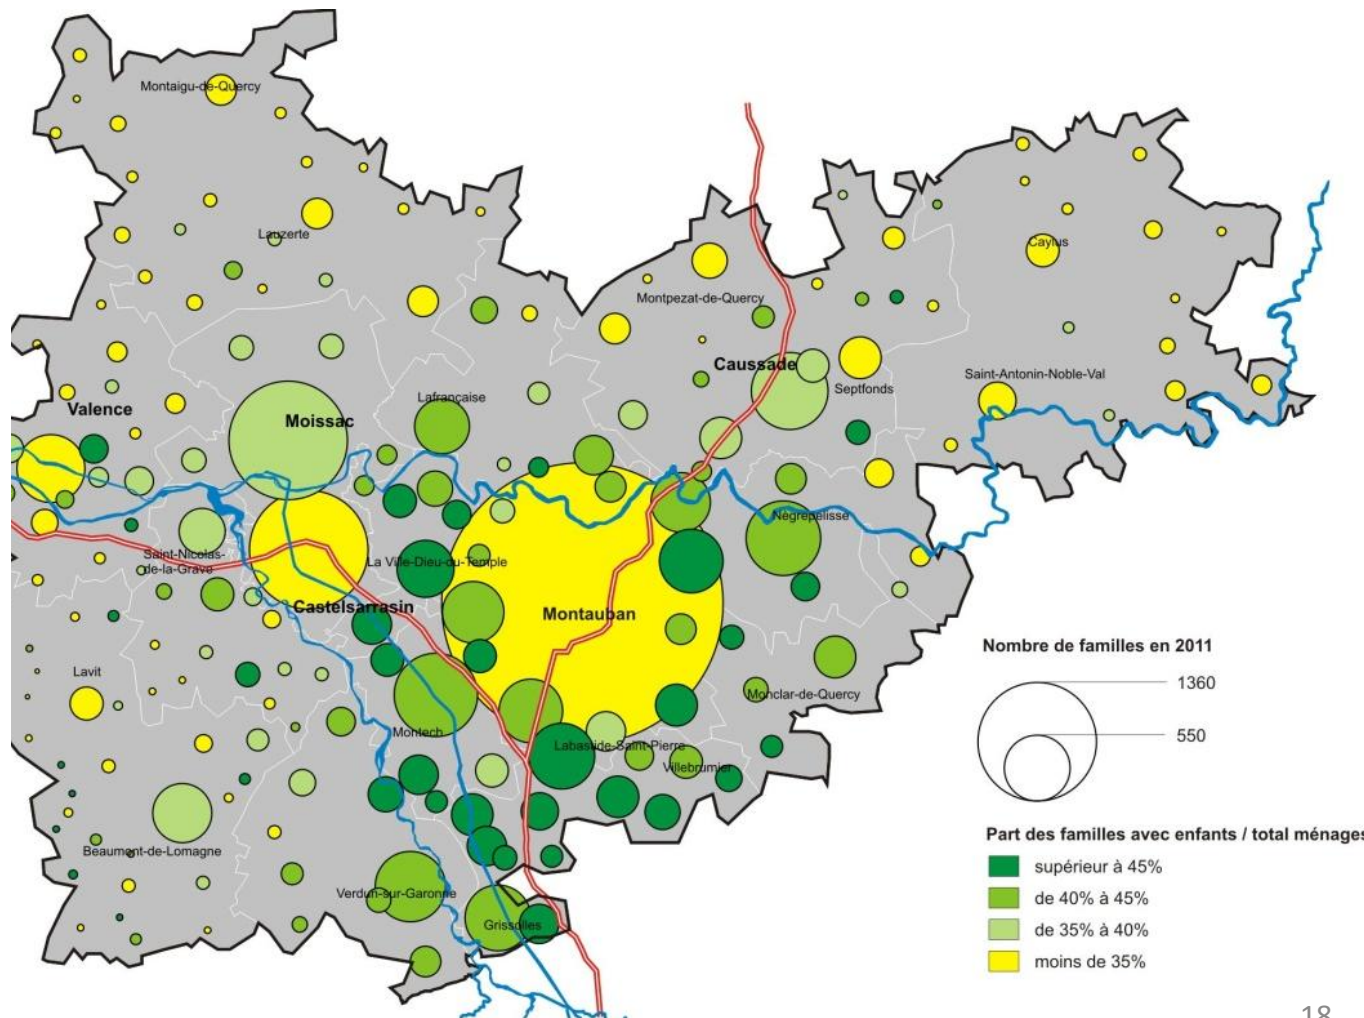 Montaigu-de-Quercy
Lauzerte
Caylus
Montpezat-de-Quercy
Caussade
Septfonds
Saint-Antonin-Noble-Val
Valence
Moissac
Lafrançaise
Nègrepelisse
Saint-Nicolas-
de-la-Grave
La Ville-Dieu-du-Temple
Castelsarrasin
Montauban
Lavit
Monclar-de-Quercy
Montech
Labastide-Saint-Pierre
Villebrumier
Beaumont-de-Lomagne
Verdun-sur-Garonne
Grissolles
Nombre de familles en 2011
1360
550
Part des familles avec enfants / total ménages
supérieur à 45%
de 40% à 45%
de 35% à 40%
moins de 35%
18